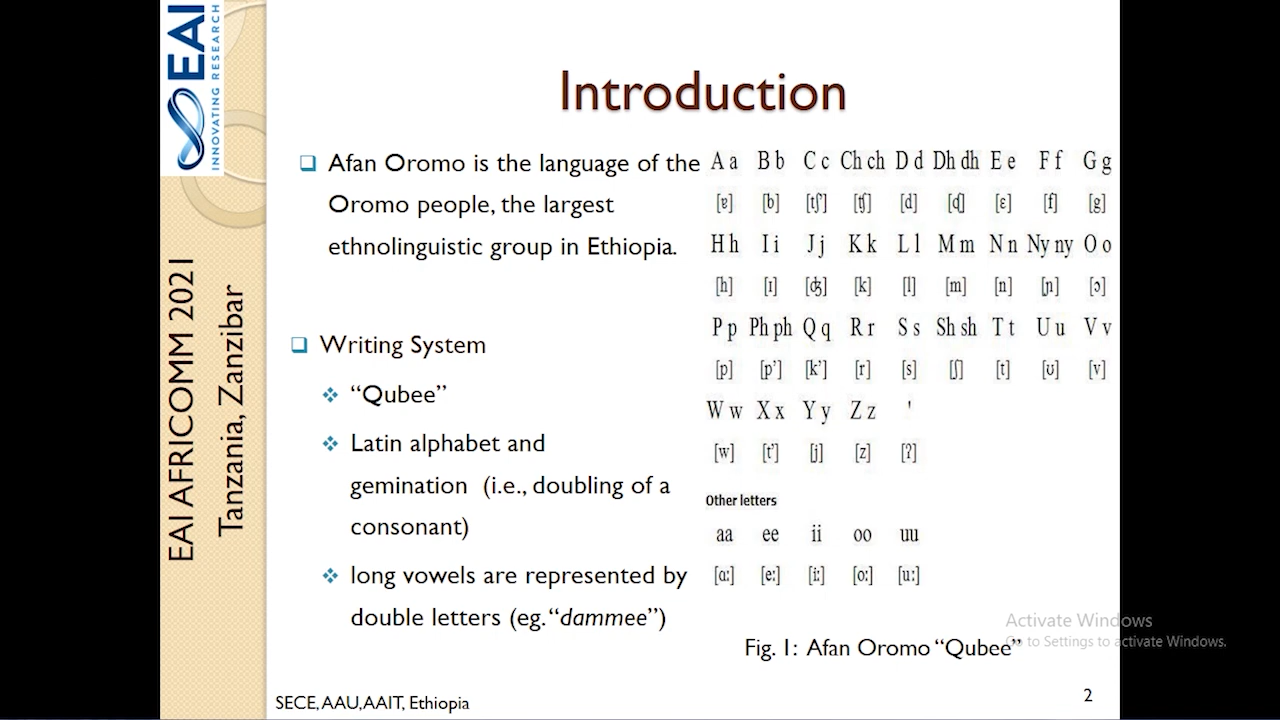 EAI
INNOVATING RESEARCH
EAI AFRICOMM 2021
Tanzania, Zanzibar
Introduction
❑ Afan Oromo is the language of the
Oromo people, the largest
ethnolinguistic group in Ethiopia.
❑ Writing System
❖ “Qubee”
❖ Latin alphabet and
gemination (i.e., doubling of a
consonant)
❖ long vowels are represented by
double letters (eg. “dammee”)
A a B b C c Ch ch D d Dh dh E e F f G g
[ɐ] [b] [tʃʼ] [ʧ] [d] [ɗ] [ɛ] [f] [g]
H h I i J j K k L l M m N n Ny ny O o
[h] [ɪ] [ʤ] [k] [l] [m] [n] [ɲ] [ɔ]
P p Ph ph Q q R r S s Sh sh T t U u V v
[p] [p’] [k’] [r] [s] [ʃ] [t] [ʊ] [v]
W w X x Y y Z z '
[w] [t’] [j] [z] [ʔ]
Other letters
aa ee ii oo uu
[ɑ:] [e:] [i:] [o:] [u:]
Fig. 1: Afan Oromo “Qubee”
Activate Windows
Go to Settings to activate Windows.
SECE, AAU, AAIT, Ethiopia
2